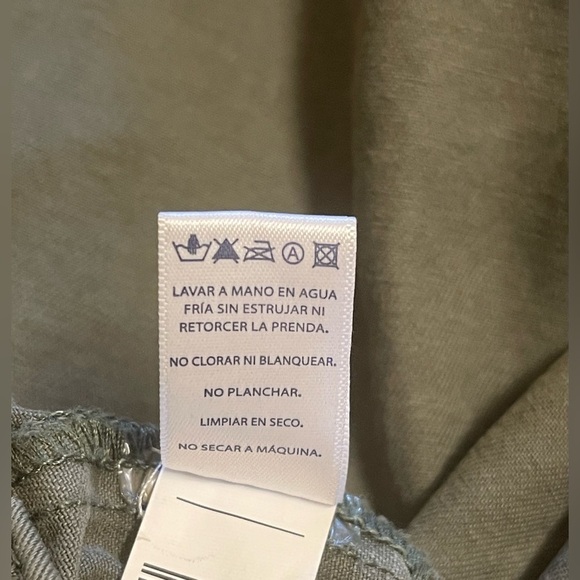 A
LAVAR A MANO EN AGUA
FRÍA SIN ESTRUJAR NI
RETORCER LA PRENDA.
NO CLORAR NI BLANQUEAR.
NO PLANCHAR.
LIMPIAR EN SECO.
NO SECAR A MÁQUINA.